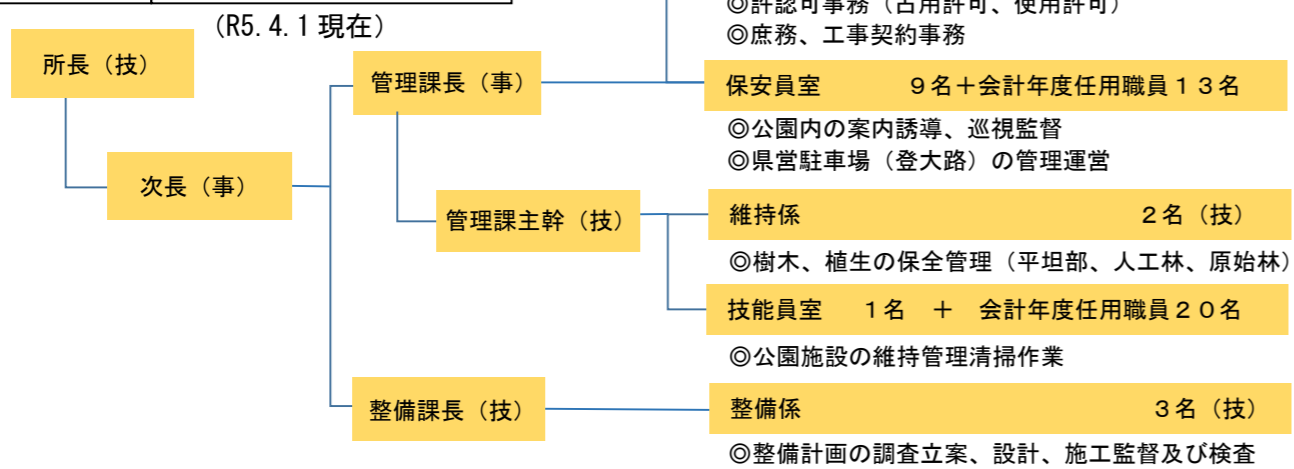 ◎許認可事務（占用許可、使用許可）
（R5.4.1現在）
◎庶務、工事契約事務
所長（技）
管理課長（事）
保安員室　９名＋会計年度任用職員１３名
◎公園内の案内誘導、巡視監督
◎県営駐車場（登大路）の管理運営
次長（事）
管理課主幹（技）
維持係　２名（技）
◎樹木、植生の保全管理（平坦部、人工林、原始林）
技能員室　１名　＋　会計年度任用職員２０名
◎公園施設の維持管理清掃作業
整備課長（技）
整備係　３名（技）
◎整備計画の調査立案、設計、施工監督及び検査